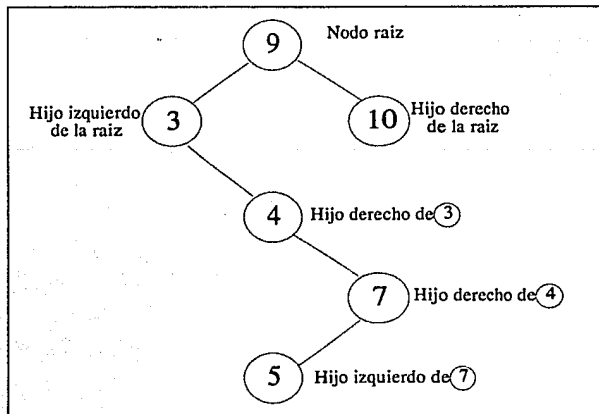 9 Nodo raiz
Hijo izquierdo
de la raiz
3
10
Hijo derecho
de la raiz
4 Hijo derecho de 3
7 Hijo derecho de 4
5 Hijo izquierdo de 7